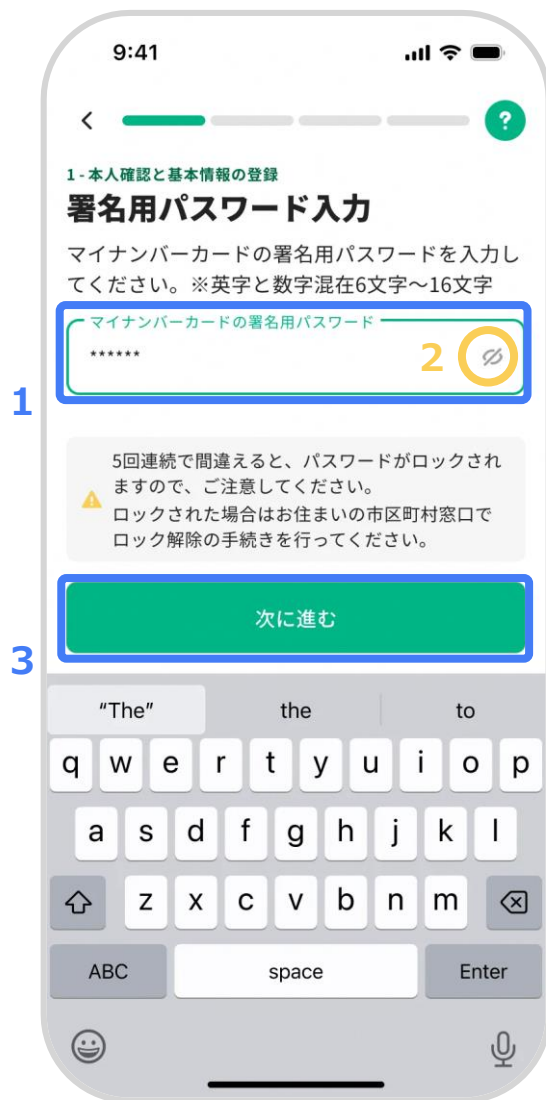 9:41
?
1 - 本人確認と基本情報の登録
署名用パスワード入力
マイナンバーカードの署名用パスワードを入力し
てください。※英字と数字混在6文字〜16文字
マイナンバーカードの署名用パスワード
******
2
1
5回連続で間違えると、パスワードがロックされ
ますので、ご注意してください。
ロックされた場合はお住まいの市区町村窓口で
ロック解除の手続きを行ってください。
次に進む
3
“The” the to
q w e r t y u i o p
a s d f g h j k l
z x c v b n m
ABC space Enter